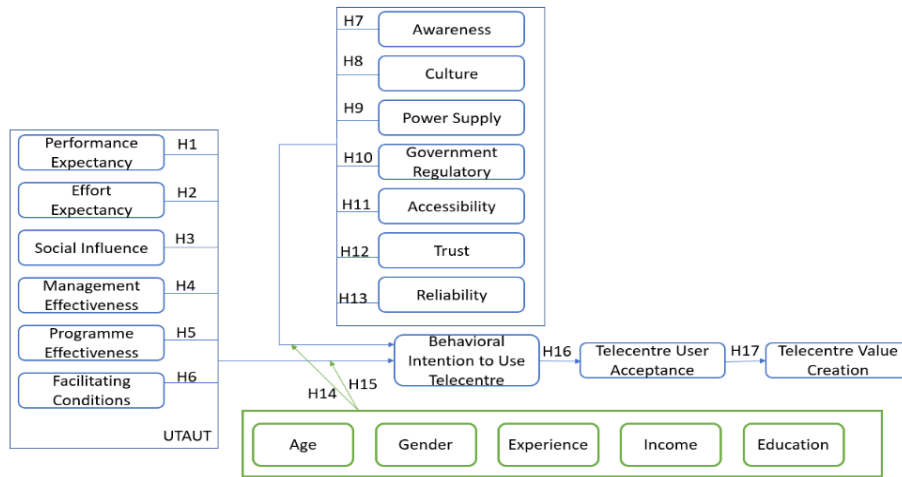 H7
Awareness
H8
Culture
H9
Power Supply
H10
Government
Regulatory
H11
Accessibility
H12
Trust
H13
Reliability
Performance
Expectancy
H1
Effort
Expectancy
H2
Social Influence
H3
Management
Effectiveness
H4
Programme
Effectiveness
H5
Facilitating
Conditions
H6
UTAUT
Behavioral
Intention to Use
Telecentre
H16
Telecentre User
Acceptance
H17
Telecentre Value
Creation
H14
H15
Age
Gender
Experience
Income
Education